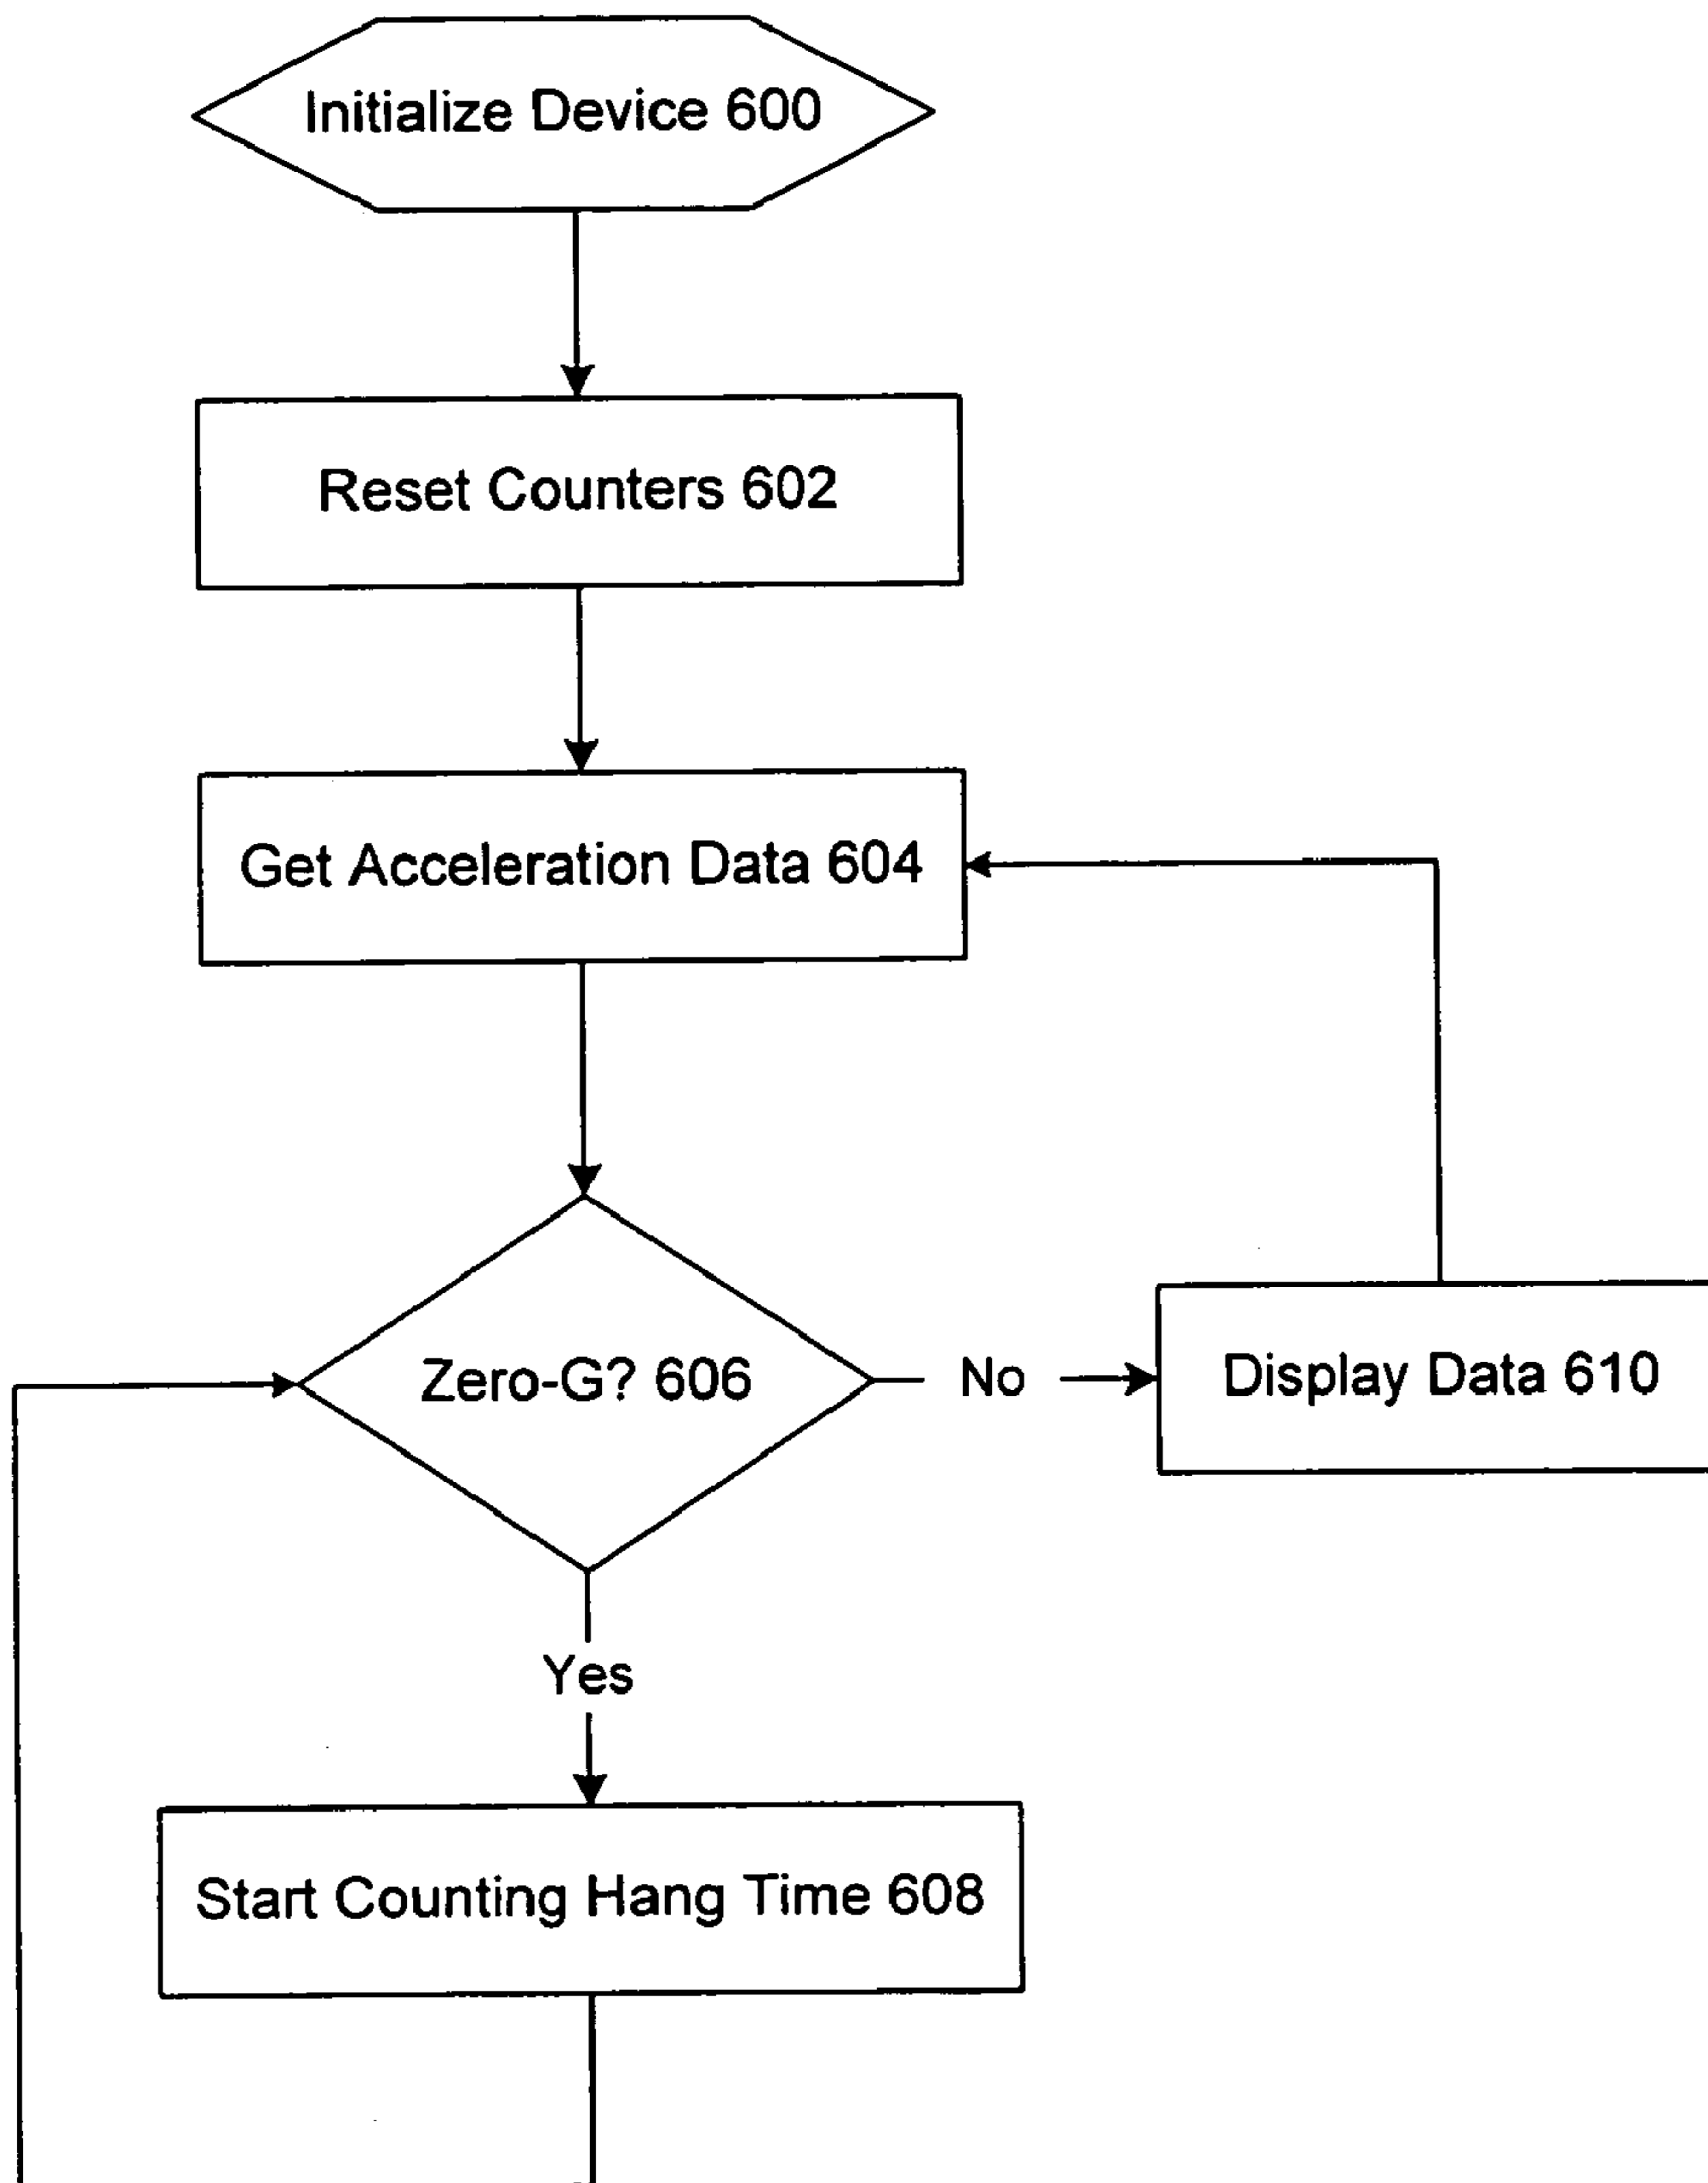 Initialize Device 600
Reset Counters 602
Get Acceleration Data 604
Zero-G? 606
No
Display Data 610
Yes
Start Counting Hang Time 608